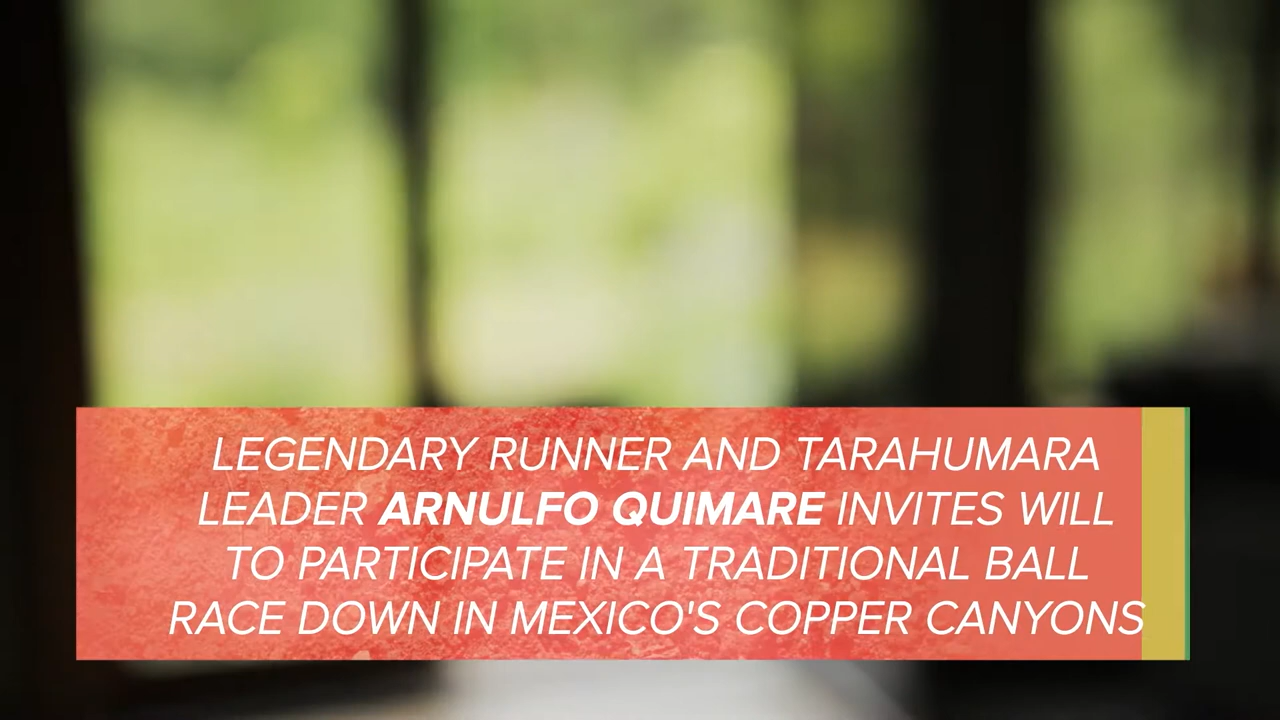 LEGENDARY RUNNER AND TARAHUMARA
LEADER ARNULFO QUIMARE INVITES WILL
TO PARTICIPATE IN A TRADITIONAL BALL
RACE DOWN IN MEXICO'S COPPER CANYONS